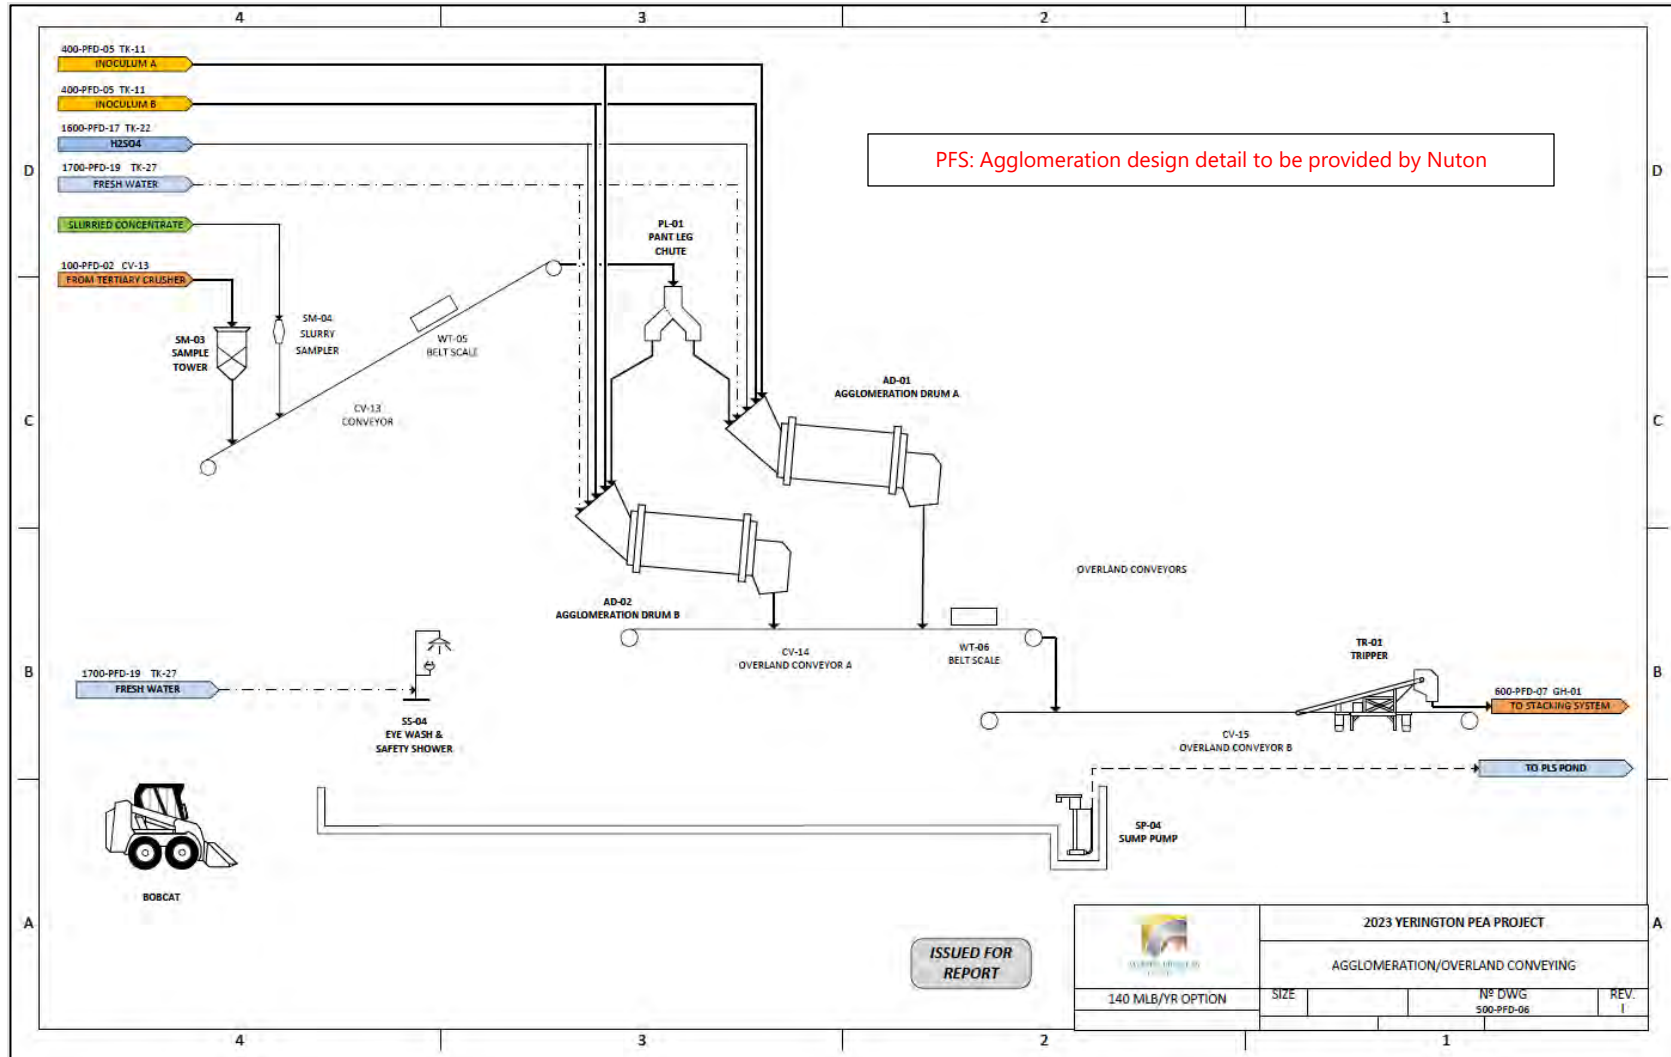 4 3 2 1
400-PFD-05 TK-11
INOCULUM A
400-PFD-05 TK-11
INOCULUM B
1600-PFD-17 TK-22
H2SO4
1700-PFD-19 TK-27
FRESH WATER
SLURRIED CONCENTRATE
100-PFD-02 CV-13
FROM TERTIARY CRUSHER
PFS: Agglomeration design detail to be provided by Nuton
D
D
PL-01
PANT LEG
CHUTE
SM-03
SAMPLE
TOWER
SM-04
SLURRY
SAMPLER
WT-05
BELT SCALE
CV-13
CONVEYOR
AD-01
AGGLOMERATION DRUM A
C
C
AD-02
AGGLOMERATION DRUM B
OVERLAND CONVEYORS
CV-14
OVERLAND CONVEYOR A
WT-06
BELT SCALE
TR-01
TRIPPER
B
B
1700-PFD-19 TK-27
FRESH WATER
SS-04
EYE WASH &
SAFETY SHOWER
600-PFD-07 GH-01
TO STACKING SYSTEM
CV-15
OVERLAND CONVEYOR B
TO PLS POND
SP-04
SUMP PUMP
BOBCAT
A
A
ISSUED FOR
REPORT
2023 YERINGTON PEA PROJECT
AGGLOMERATION/OVERLAND CONVEYING
140 MLB/YR OPTION
SIZE
Nº DWG
500-PFD-06
REV.
I
4 3 2 1